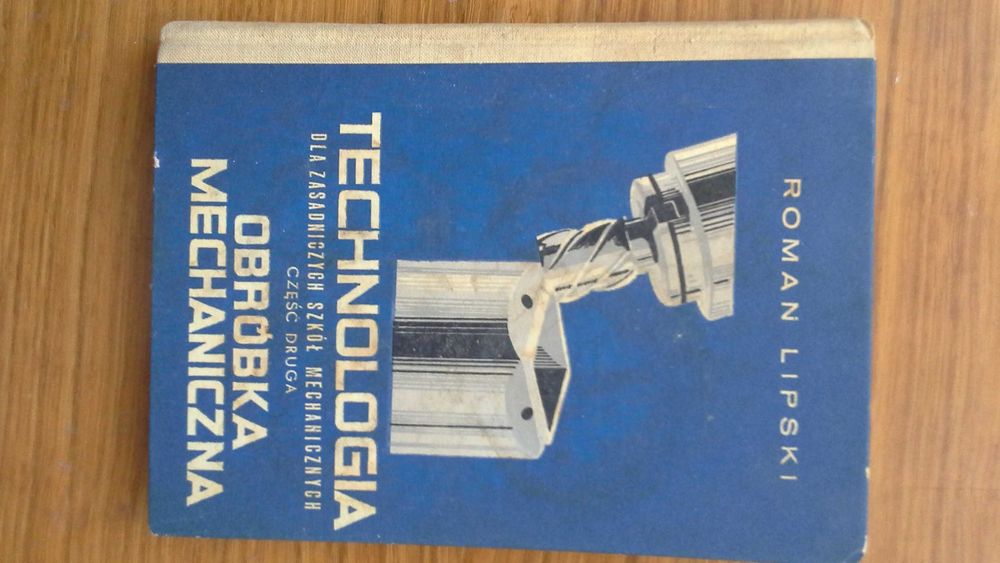 ROMAN LIPSKI
TECHNOLOGIA
DLA ZASADNICZYCH SZKÓŁ MECHANICZNYCH
CZĘŚĆ DRUGA
OBRÓBKA
MECHANICZNA